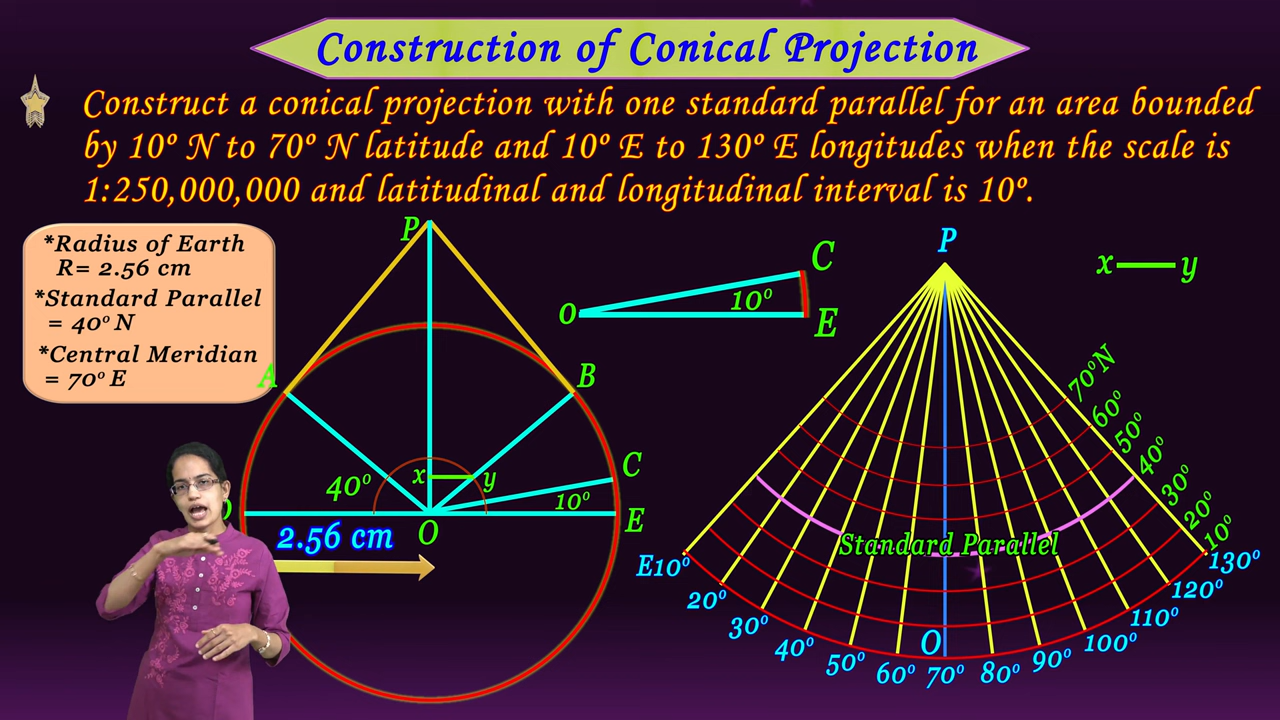 Construction of Conical Projection
Construct a conical projection with one standard parallel for an area bounded
by 10º N to 70º N latitude and 10º E to 130º E longitudes when the scale is
1:250,000,000 and latitudinal and longitudinal interval is 10º.
*Radius of Earth
R= 2.56 cm
*Standard Parallel
= 40º N
*Central Meridian
= 70º E
P
A
B
C
D
E
O
x
y
40º
10º
2.56 cm
O
C
E
10º
P
x
y
70ºN
60º
50º
40º
30º
20º
10º
Standard Parallel
O
E10º
20º
30º
40º
50º
60º
70º
80º
90º
100º
110º
120º
130º